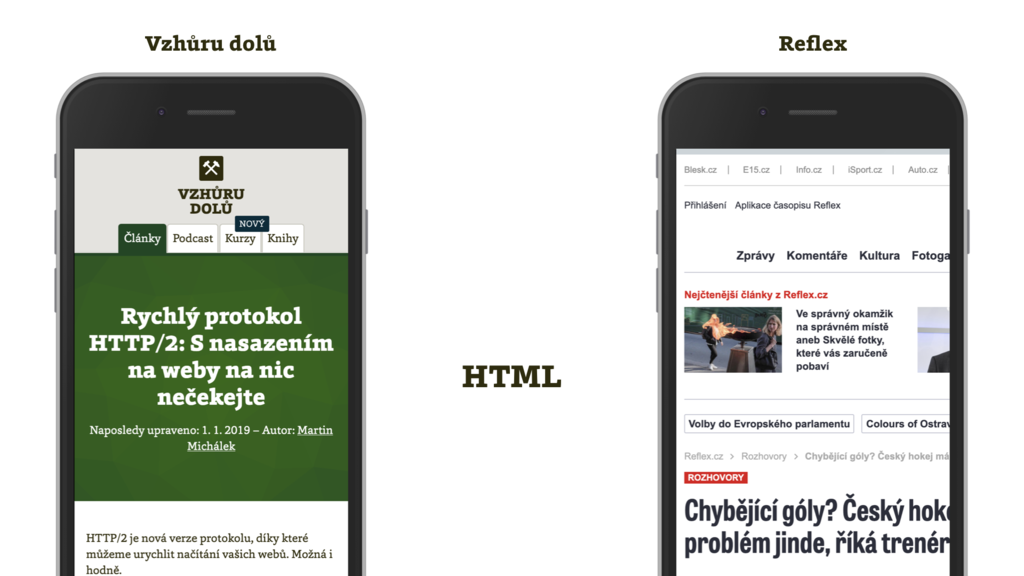 Vzhůru dolů
VZHŮRU
DOLŮ
NOVÝ
Články Podcast Kurzy Knihy
Rychlý protokol
HTTP/2: S nasazením
na weby na nic
nečekejte
Naposledy upraveno: 1. 1. 2019 – Autor: Martin
Michálek
HTTP/2 je nová verze protokolu, díky které
můžeme urychlit načítání vašich webů. Možná i
hodně.
HTML
Reflex
Blesk.cz | E15.cz | Info.cz | iSport.cz | Auto.cz |
Přihlášení Aplikace časopisu Reflex
Zprávy Komentáře Kultura Fotoga
Nejčtenější články z Reflex.cz
Ve správný okamžik
na správném místě
aneb Skvělé fotky,
které vás zaručeně
pobaví
Volby do Evropského parlamentu Colours of Ostrav
Reflex.cz > Rozhovory > Chybějící góly? Český hokej má
ROZHOVORY
Chybějící góly? Český hoke
problém jinde, říká trenér